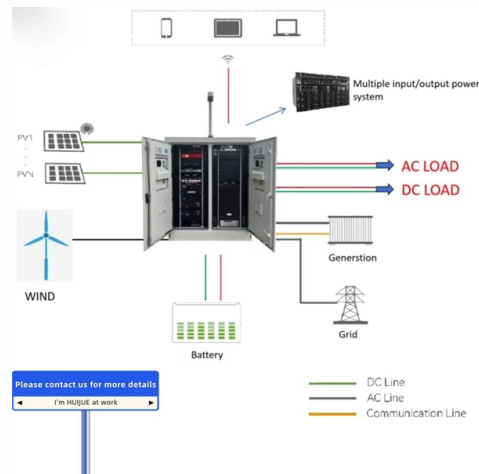 Multiple input/output power
system
PV1
PVN
AC LOAD
DC LOAD
WIND
Generstion
Grid
Battery
Please contact us for more details
I'm HUIJUE at work
DC Line
AC Line
Communication Line